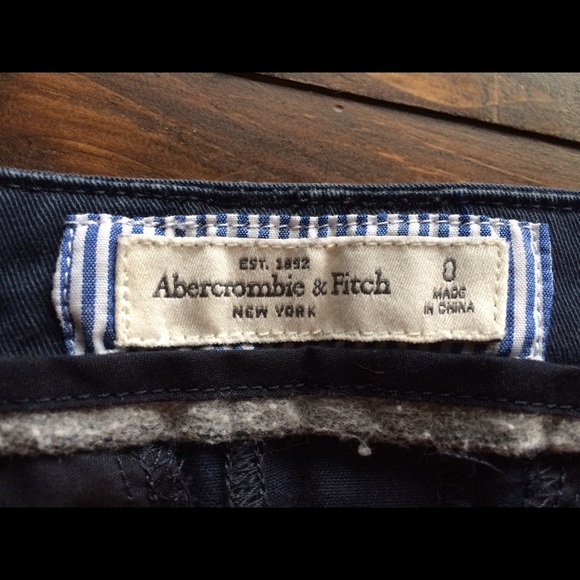 EST. 1892
Abercrombie & Fitch
NEW YORK
0
MADE
IN CHINA